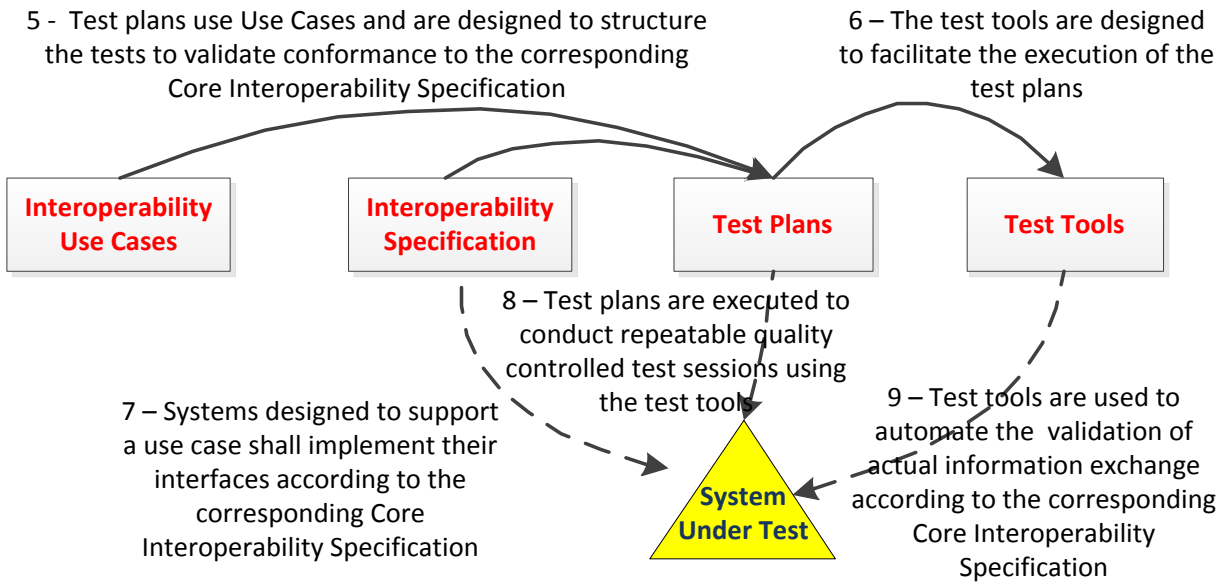 5 - Test plans use Use Cases and are designed to structure
the tests to validate conformance to the corresponding
Core Interoperability Specification
6 – The test tools are designed
to facilitate the execution of the
test plans
Interoperability
Use Cases
Interoperability
Specification
Test Plans
Test Tools
8 – Test plans are executed to
conduct repeatable quality
controlled test sessions using
the test tools
7 – Systems designed to support
a use case shall implement their
interfaces according to the
corresponding Core
Interoperability Specification
9 – Test tools are used to
automate the validation of
actual information exchange
according to the corresponding
Core Interoperability
Specification
System
Under Test